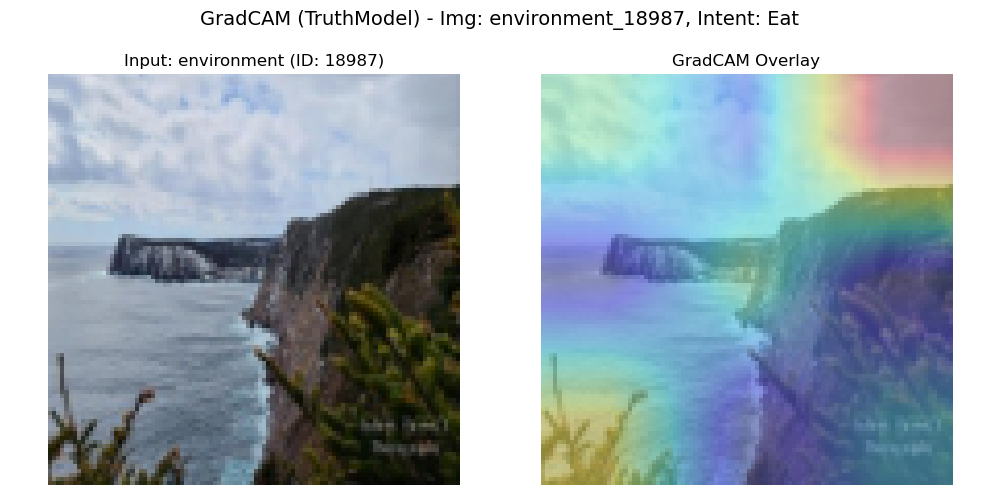 GradCAM (TruthModel) - Img: environment_18987, Intent: Eat
Input: environment (ID: 18987)
GradCAM Overlay